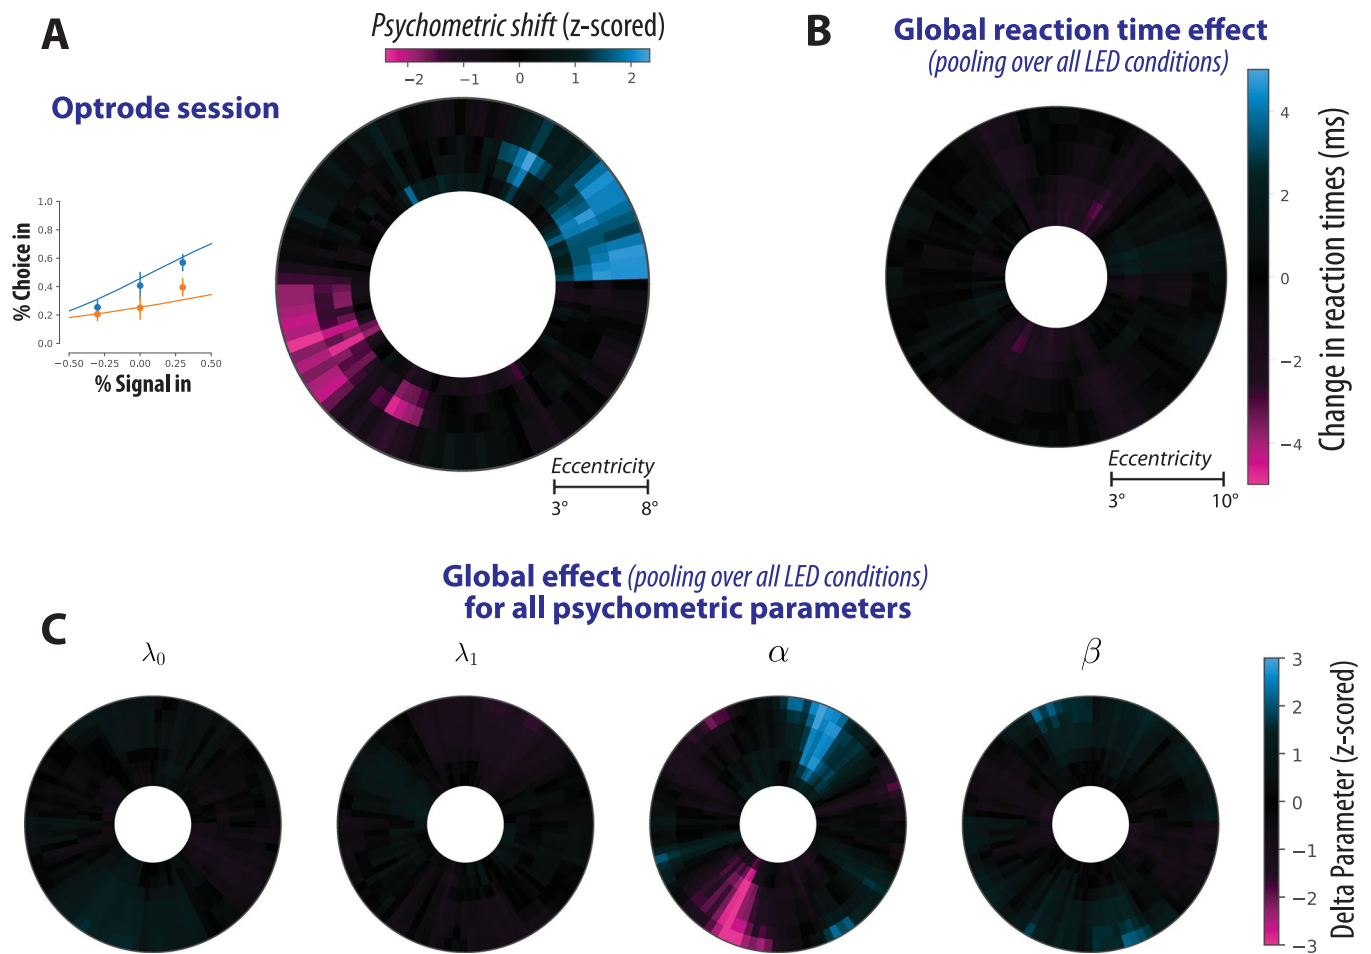 A
Psychometric shift (z-scored)
−2 −1 0 1 2
Optrode session
% Choice in
1.0
0.8
0.6
0.4
0.2
0.0
−0.50 −0.25 0.00 0.25 0.50
% Signal in
Eccentricity
3° 8°
B
Global reaction time effect
(pooling over all LED conditions)
4
2
0
−2
−4
Change in reaction times (ms)
Eccentricity
3° 10°
Global effect (pooling over all LED conditions)
for all psychometric parameters
C
λ0 λ1 α β
3
2
1
0
−1
−2
−3
Delta Parameter (z-scored)